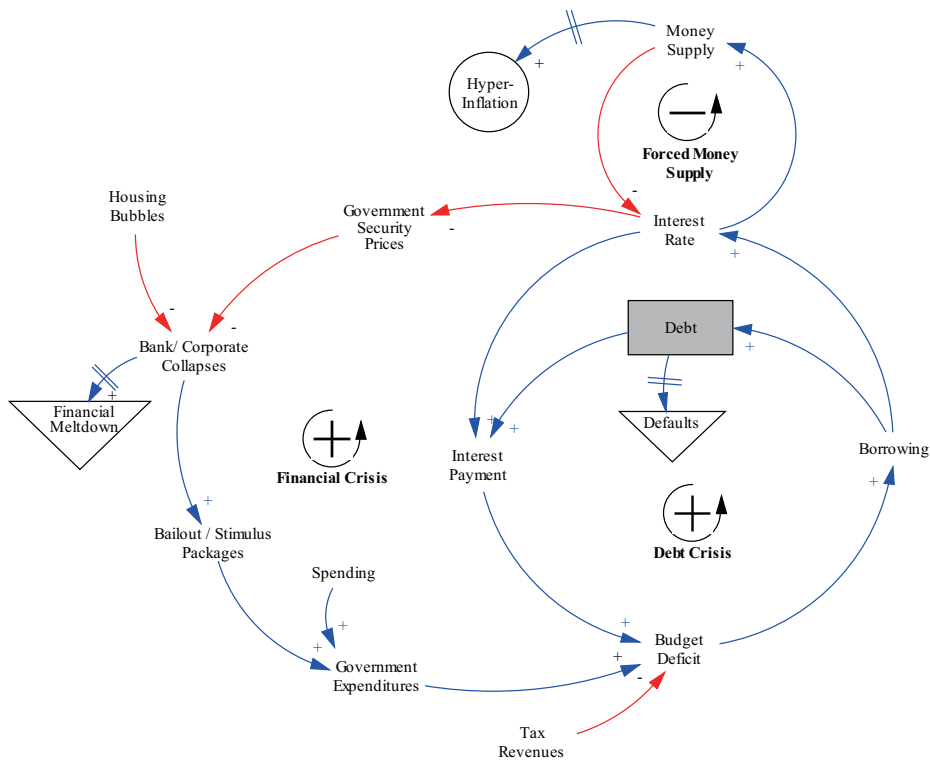 Money
Supply
+
+
Hyper-
Inflation
Forced Money
Supply
-
Housing
Bubbles
Government
Security
Prices
-
Interest
Rate
+
-
-
Debt
+
Bank/ Corporate
Collapses
+
Financial
Meltdown
Defaults
+
+
Financial Crisis
Interest
Payment
Borrowing
+
+
Bailout / Stimulus
Packages
Debt Crisis
Spending
+
+
+
Government
Expenditures
+
-
Budget
Deficit
Tax
Revenues